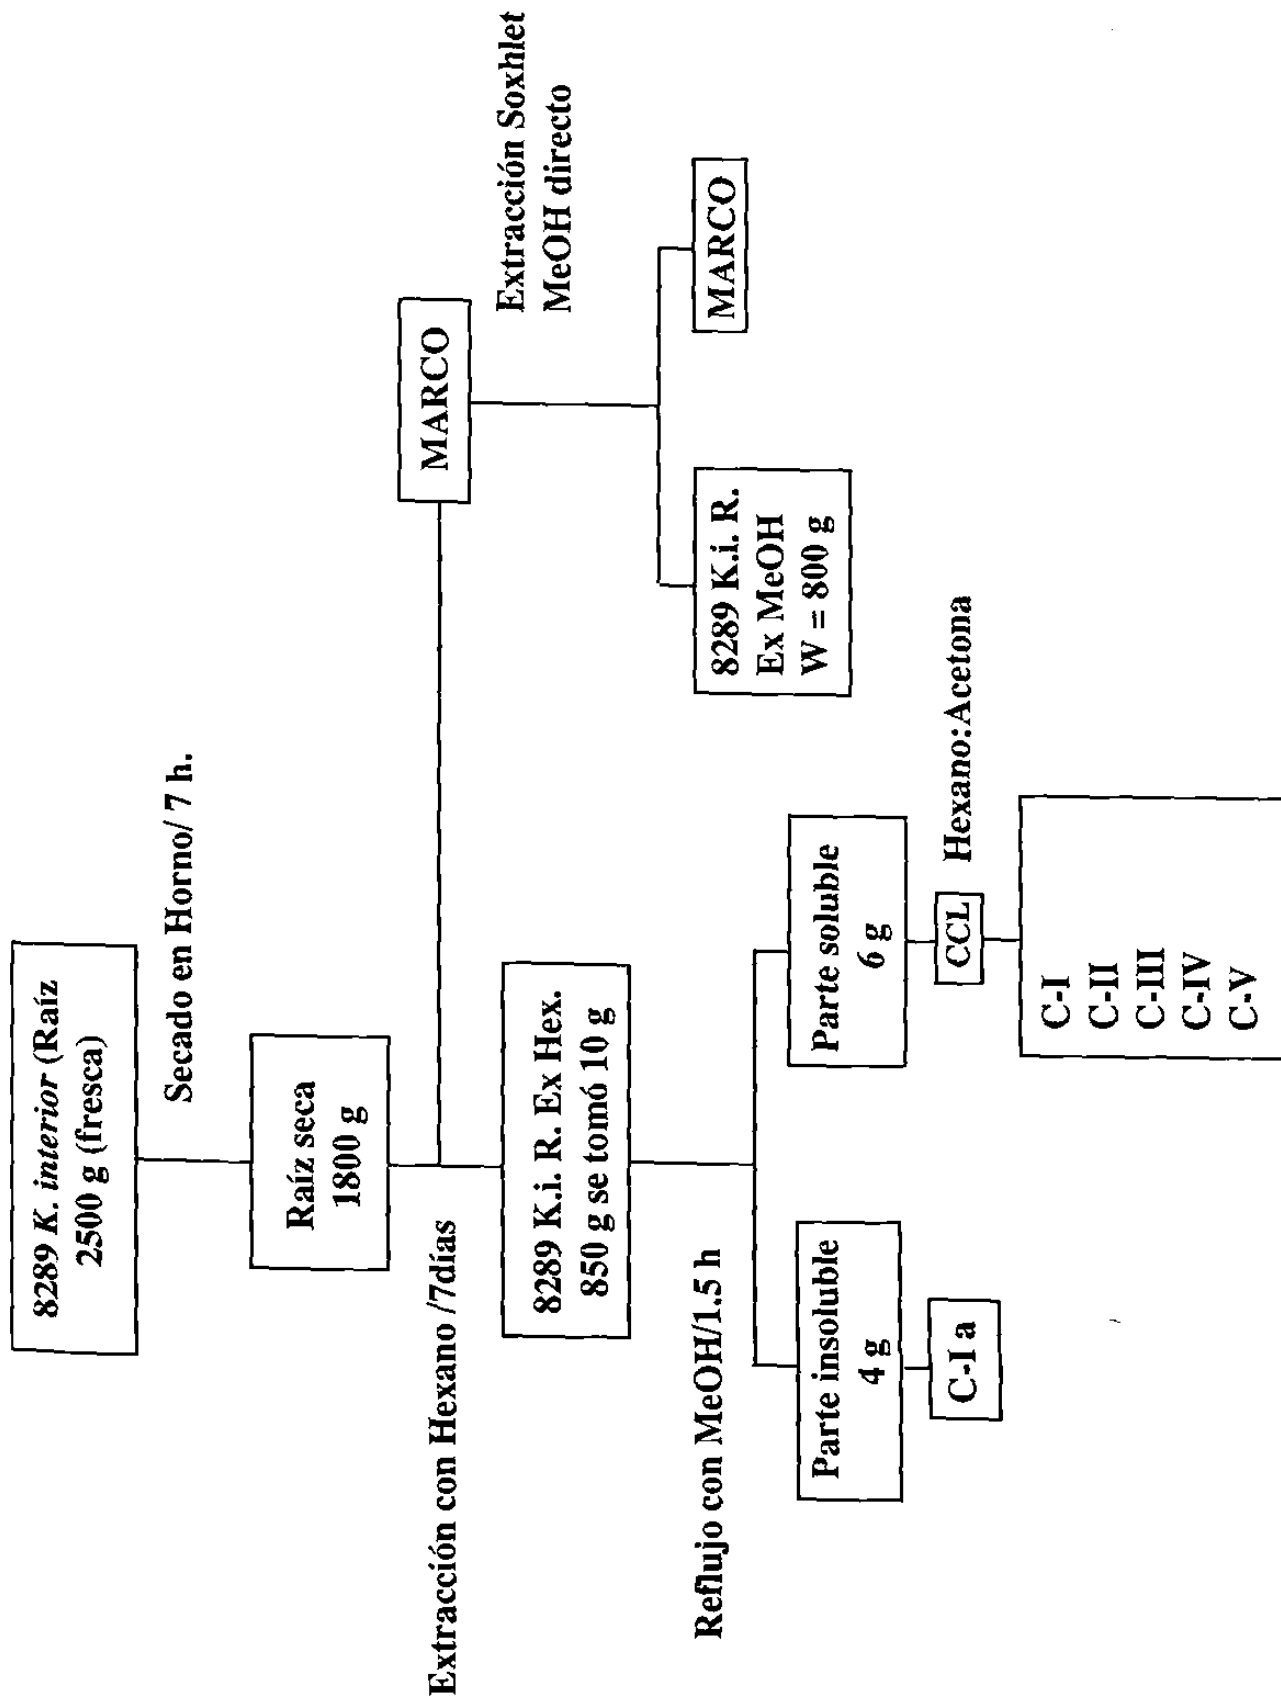 8289 K. interior (Raíz
2500 g (fresca)
Secado en Horno/ 7 h.
Raíz seca
1800 g
Extracción con Hexano /7días
MARCO
Extracción Soxhlet
MeOH directo
8289 K.i. R. Ex Hex.
850 g se tomó 10 g
8289 K.i. R.
Ex MeOH
W = 800 g
MARCO
Reflujo con MeOH/1.5 h
Parte insoluble
4 g
Parte soluble
6 g
C-I a
CCL
Hexano:Acetona
C-I
C-II
C-III
C-IV
C-V